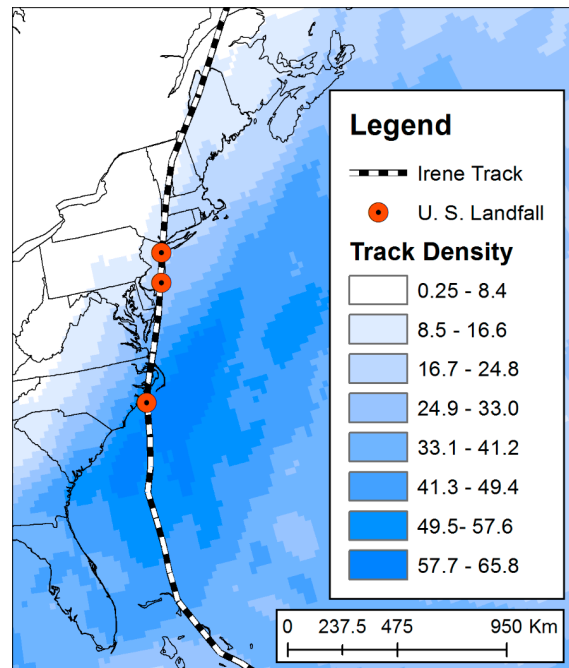 Legend
Irene Track
U. S. Landfall
Track Density
0.25 - 8.4
8.5 - 16.6
16.7 - 24.8
24.9 - 33.0
33.1 - 41.2
41.3 - 49.4
49.5- 57.6
57.7 - 65.8
0 237.5 475 950 Km